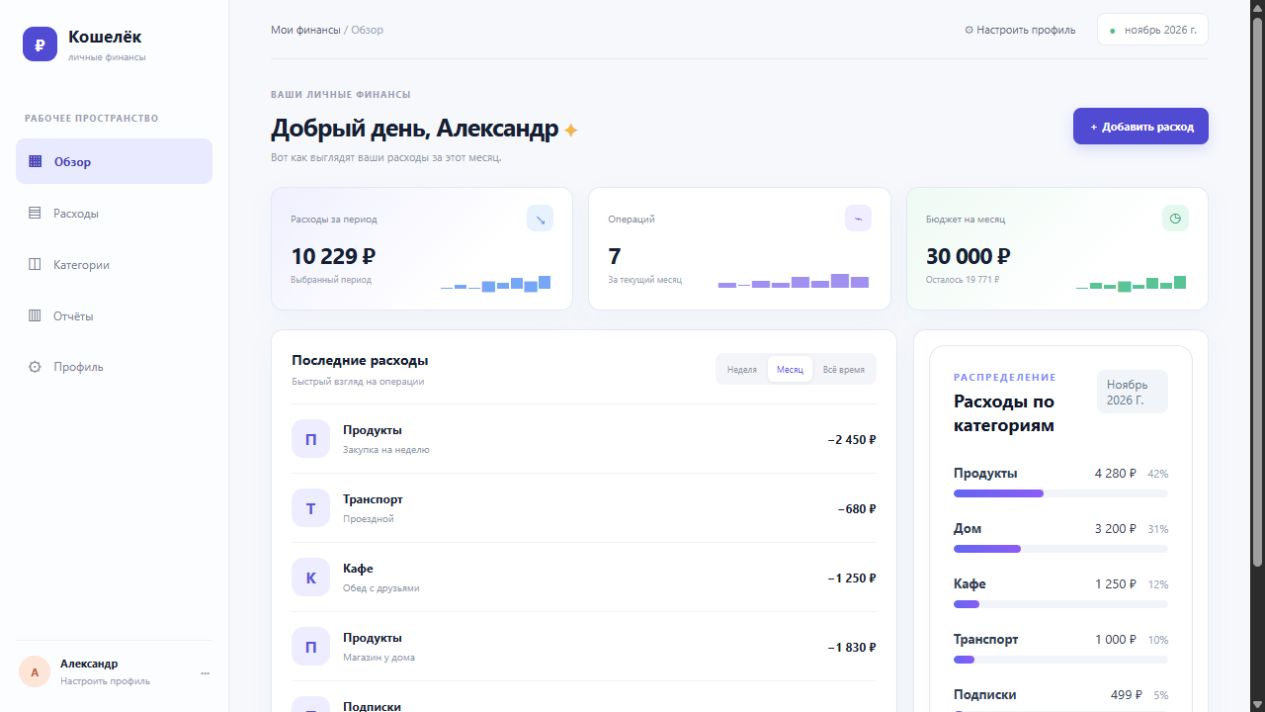 ₽
Кошелёк
личные финансы
РАБОЧЕЕ ПРОСТРАНСТВО
Обзор
Расходы
Категории
Отчёты
Профиль
А
Александр
Настроить профиль
Мои финансы / Обзор
Настроить профиль
ноябрь 2026 г.
ВАШИ ЛИЧНЫЕ ФИНАНСЫ
Добрый день, Александр
Вот как выглядят ваши расходы за этот месяц.
+ Добавить расход
Расходы за период
10 229 ₽
Выбранный период
Операций
7
За текущий месяц
Бюджет на месяц
30 000 ₽
Осталось 19 771 ₽
Последние расходы
Быстрый взгляд на операции
Неделя Месяц Всё время
П
Продукты
Закупка на неделю
−2 450 ₽
Т
Транспорт
Проездной
−680 ₽
К
Кафе
Обед с друзьями
−1 250 ₽
П
Продукты
Магазин у дома
−1 830 ₽
Подписки
РАСПРЕДЕЛЕНИЕ
Расходы по
категориям
Ноябрь
2026 Г.
Продукты 4 280 ₽ 42%
Дом 3 200 ₽ 31%
Кафе 1 250 ₽ 12%
Транспорт 1 000 ₽ 10%
Подписки 499 ₽ 5%